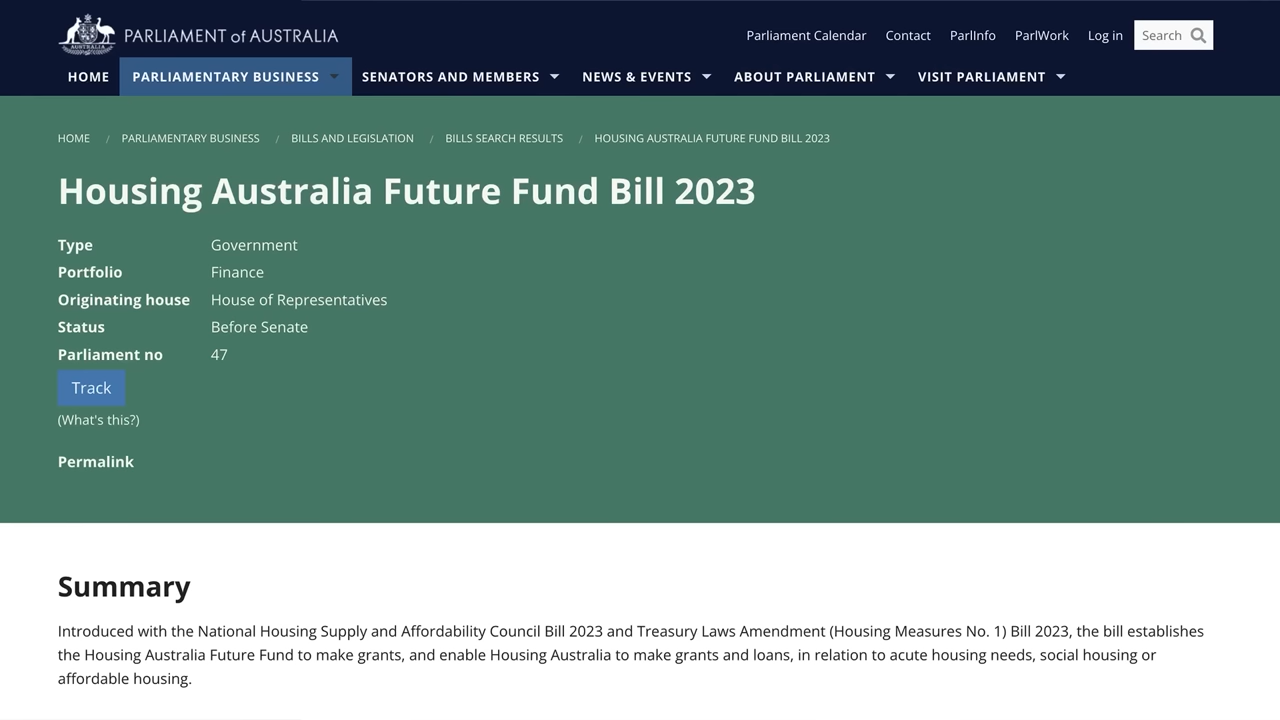 AUSTRALIA
PARLIAMENT of AUSTRALIA
Parliament Calendar Contact ParlInfo ParlWork Log in Search
HOME PARLIAMENTARY BUSINESS SENATORS AND MEMBERS NEWS & EVENTS ABOUT PARLIAMENT VISIT PARLIAMENT
HOME / PARLIAMENTARY BUSINESS / BILLS AND LEGISLATION / BILLS SEARCH RESULTS / HOUSING AUSTRALIA FUTURE FUND BILL 2023
Housing Australia Future Fund Bill 2023
Type Government
Portfolio Finance
Originating house House of Representatives
Status Before Senate
Parliament no 47
Track
(What's this?)
Permalink
Summary
Introduced with the National Housing Supply and Affordability Council Bill 2023 and Treasury Laws Amendment (Housing Measures No. 1) Bill 2023, the bill establishes
the Housing Australia Future Fund to make grants, and enable Housing Australia to make grants and loans, in relation to acute housing needs, social housing or
affordable housing.